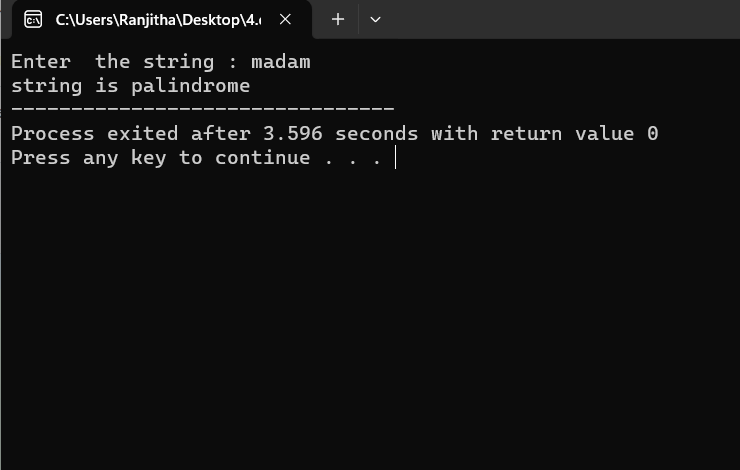 C:\Users\Ranjitha\Desktop\4.
Enter  the string : madam
string is palindrome
--------------------------------
Process exited after 3.596 seconds with return value 0
Press any key to continue . . .